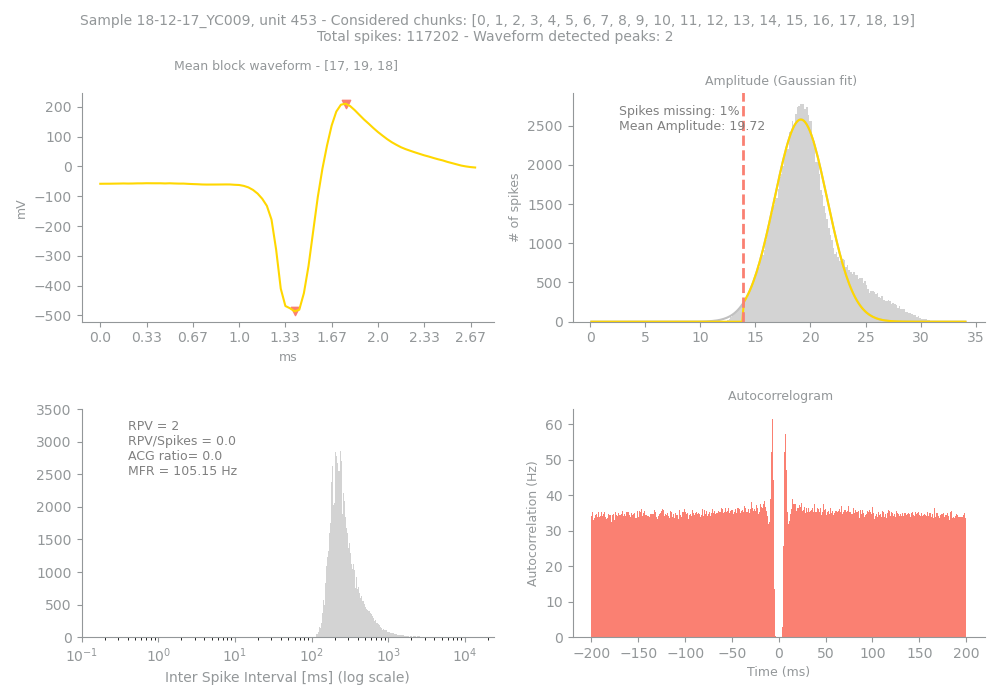 Sample 18-12-17_YC009, unit 453 - Considered chunks: [0, 1, 2, 3, 4, 5, 6, 7, 8, 9, 10, 11, 12, 13, 14, 15, 16, 17, 18, 19]
Total spikes: 117202 - Waveform detected peaks: 2
Mean block waveform - [17, 19, 18]
200
100
0
−100
−200
−300
−400
−500
mV
0.0 0.33 0.67 1.0 1.33 1.67 2.0 2.33 2.67
ms
Amplitude (Gaussian fit)
Spikes missing: 1%
Mean Amplitude: 19.72
2500
2000
1500
1000
500
0
# of spikes
0 5 10 15 20 25 30 35
3500
3000
2500
2000
1500
1000
500
0
RPV = 2
RPV/Spikes = 0.0
ACG ratio= 0.0
MFR = 105.15 Hz
10⁻¹ 10⁰ 10¹ 10² 10³ 10⁴
Inter Spike Interval [ms] (log scale)
Autocorrelogram
60
50
40
30
20
10
0
Autocorrelation (Hz)
−200 −150 −100 −50 0 50 100 150 200
Time (ms)